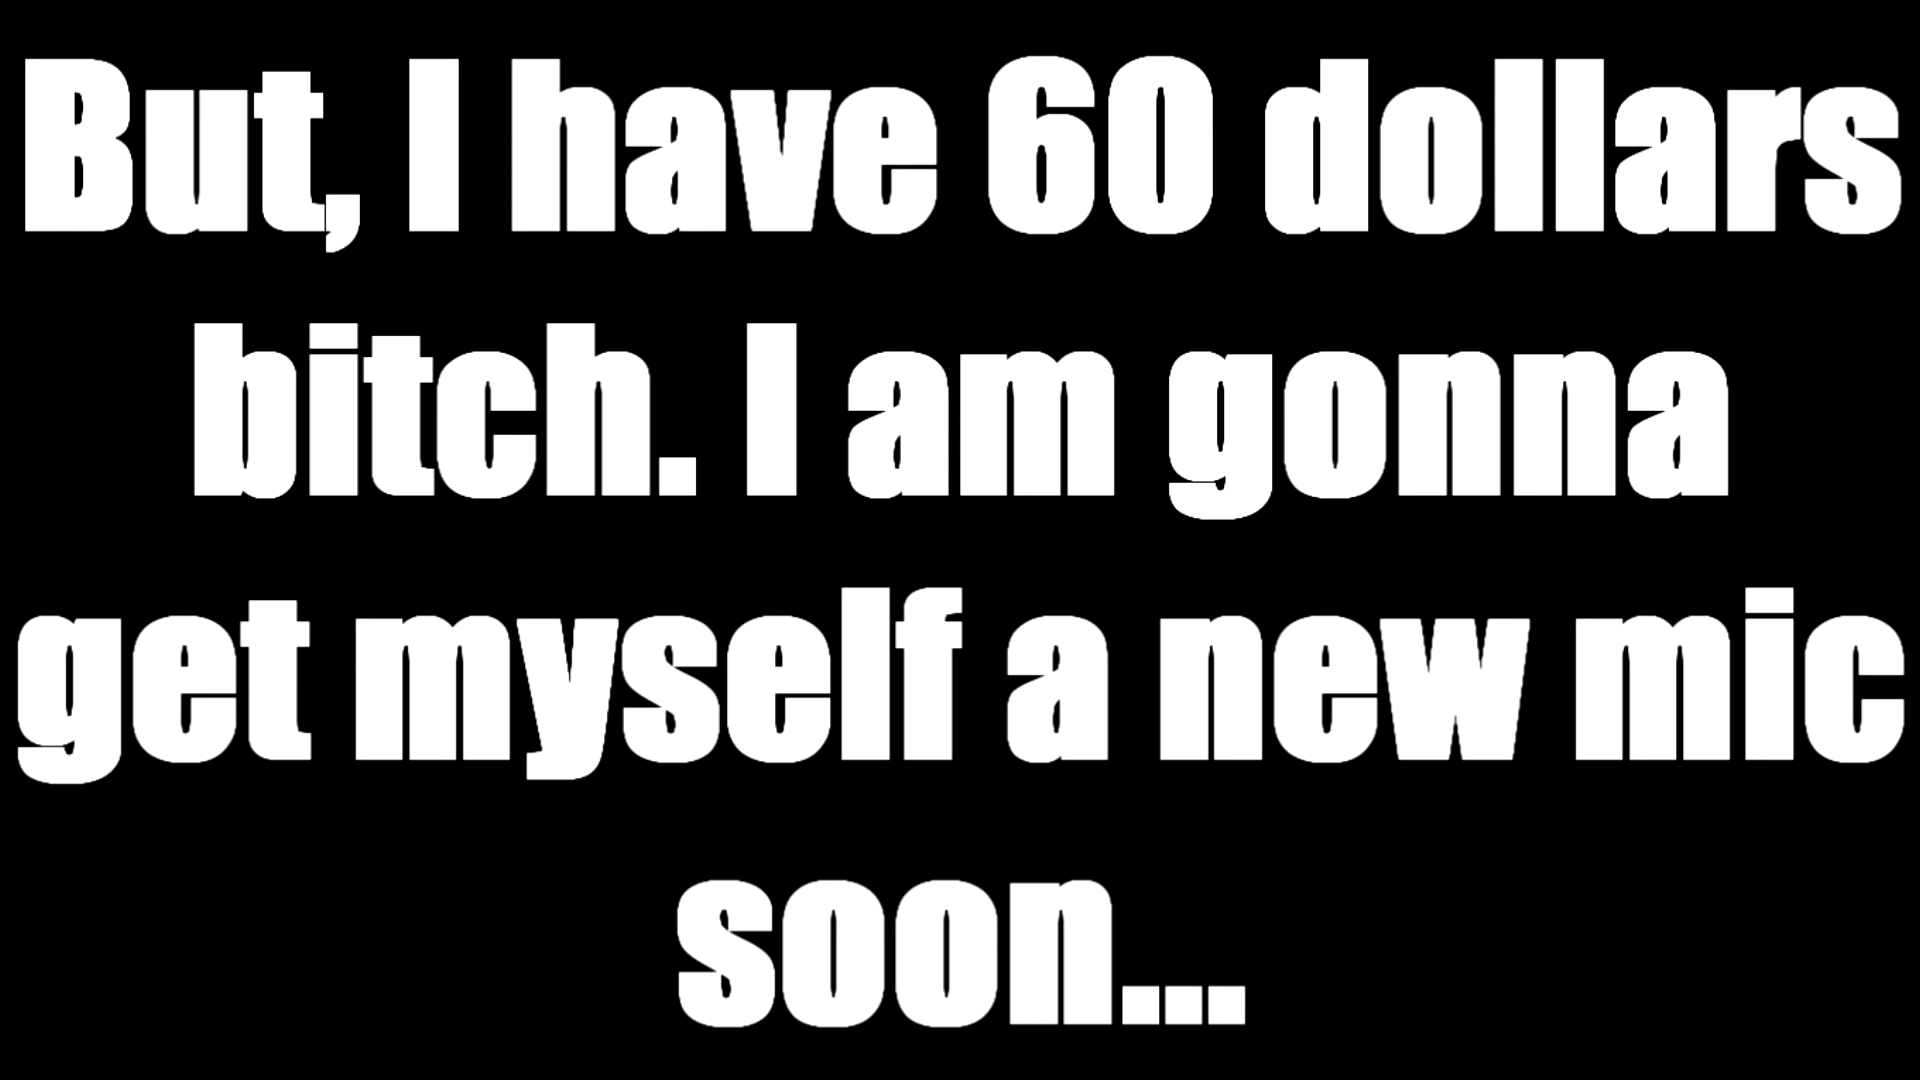 But, I have 60 dollars
bitch. I am gonna
get myself a new mic
soon...